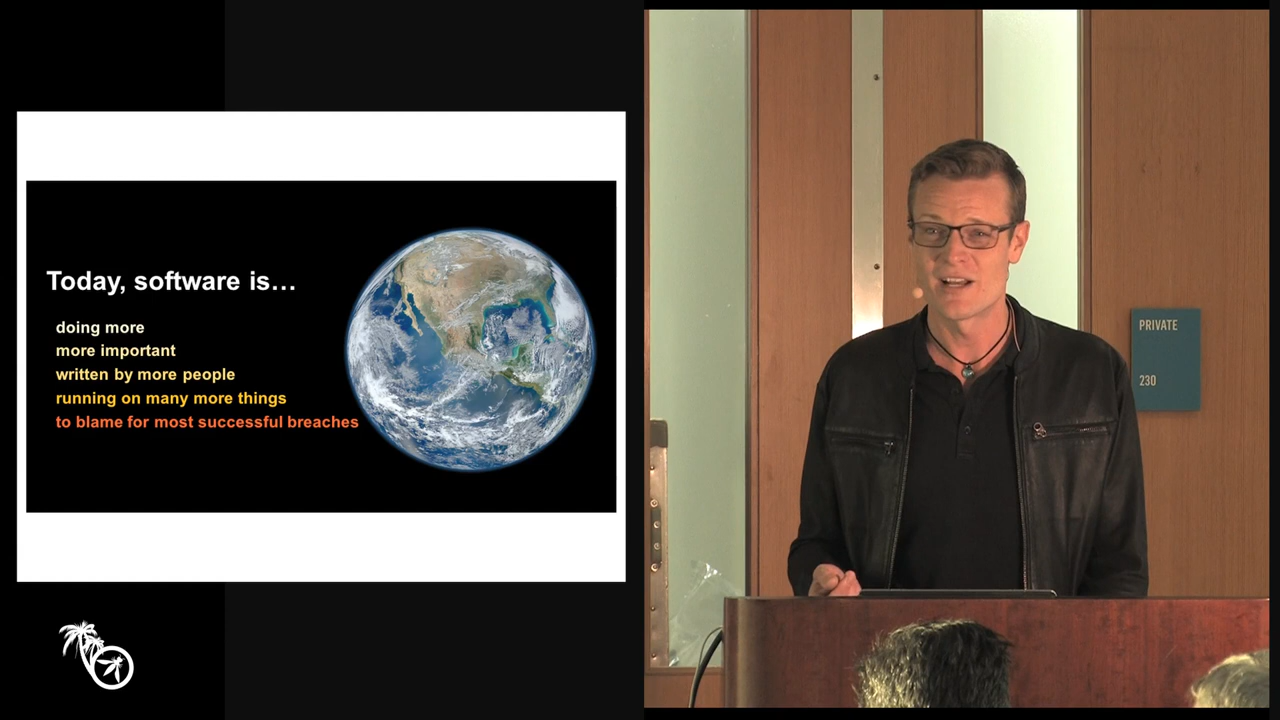 Today, software is…
doing more
more important
written by more people
running on many more things
to blame for most successful breaches
PRIVATE
230